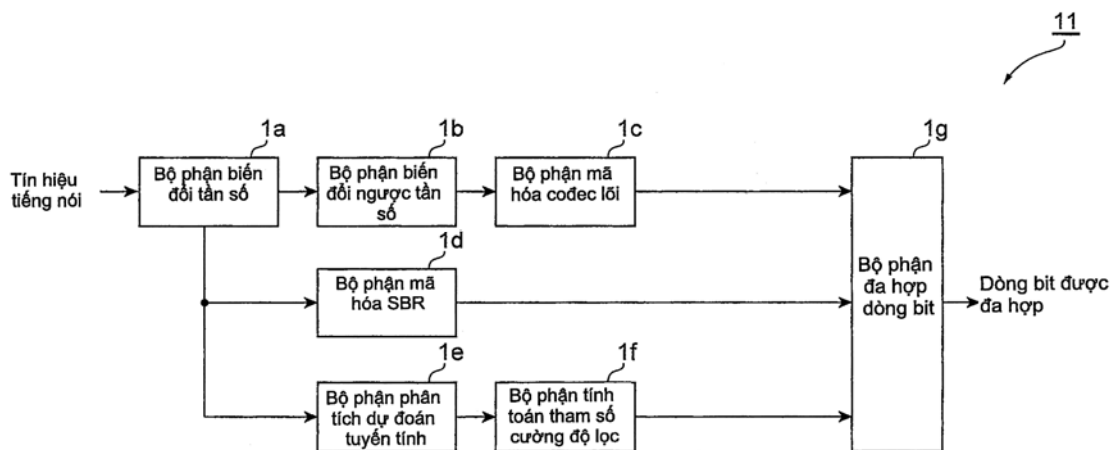 11
1a
1b
1c
1g
Tín hiệu
tiếng nói
Bộ phận biến
đổi tần số
Bộ phận biến
đổi ngược tần
số
Bộ phận mã
hóa cođec lõi
1d
Bộ phận mã
hóa SBR
Bộ phận
đa hợp
dòng bit
Dòng bit được
đa hợp
1e
1f
Bộ phận phân
tích dự đoán
tuyến tính
Bộ phận tính
toán tham số
cường độ lọc